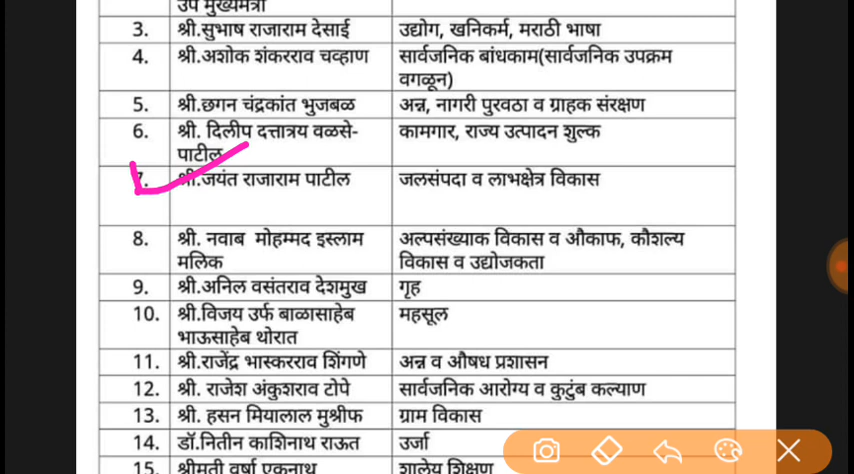 उप मुख्यमंत्री
3. श्री.सुभाष राजाराम देसाई उद्योग, खनिकर्म, मराठी भाषा
4. श्री.अशोक शंकरराव चव्हाण सार्वजनिक बांधकाम(सार्वजनिक उपक्रम
वगळून)
5. श्री.छगन चंद्रकांत भुजबळ अन्न, नागरी पुरवठा व ग्राहक संरक्षण
6. श्री. दिलीप दत्तात्रय वळसे- कामगार, राज्य उत्पादन शुल्क
पाटील
7. श्री.जयंत राजाराम पाटील जलसंपदा व लाभक्षेत्र विकास
8. श्री. नवाब मोहम्मद इस्लाम अल्पसंख्याक विकास व औकाफ, कौशल्य
मलिक विकास व उद्योजकता
9. श्री.अनिल वसंतराव देशमुख गृह
10. श्री.विजय उर्फ बाळासाहेब महसूल
भाऊसाहेब थोरात
11. श्री.राजेंद्र भास्करराव शिंगणे अन्न व औषध प्रशासन
12. श्री. राजेश अंकुशराव टोपे सार्वजनिक आरोग्य व कुटुंब कल्याण
13. श्री. हसन मियालाल मुश्रीफ ग्राम विकास
14. डॉ.नितीन काशिनाथ राऊत उर्जा
15. श्रीमती वर्षा एकनाथ शालेय शिक्षण